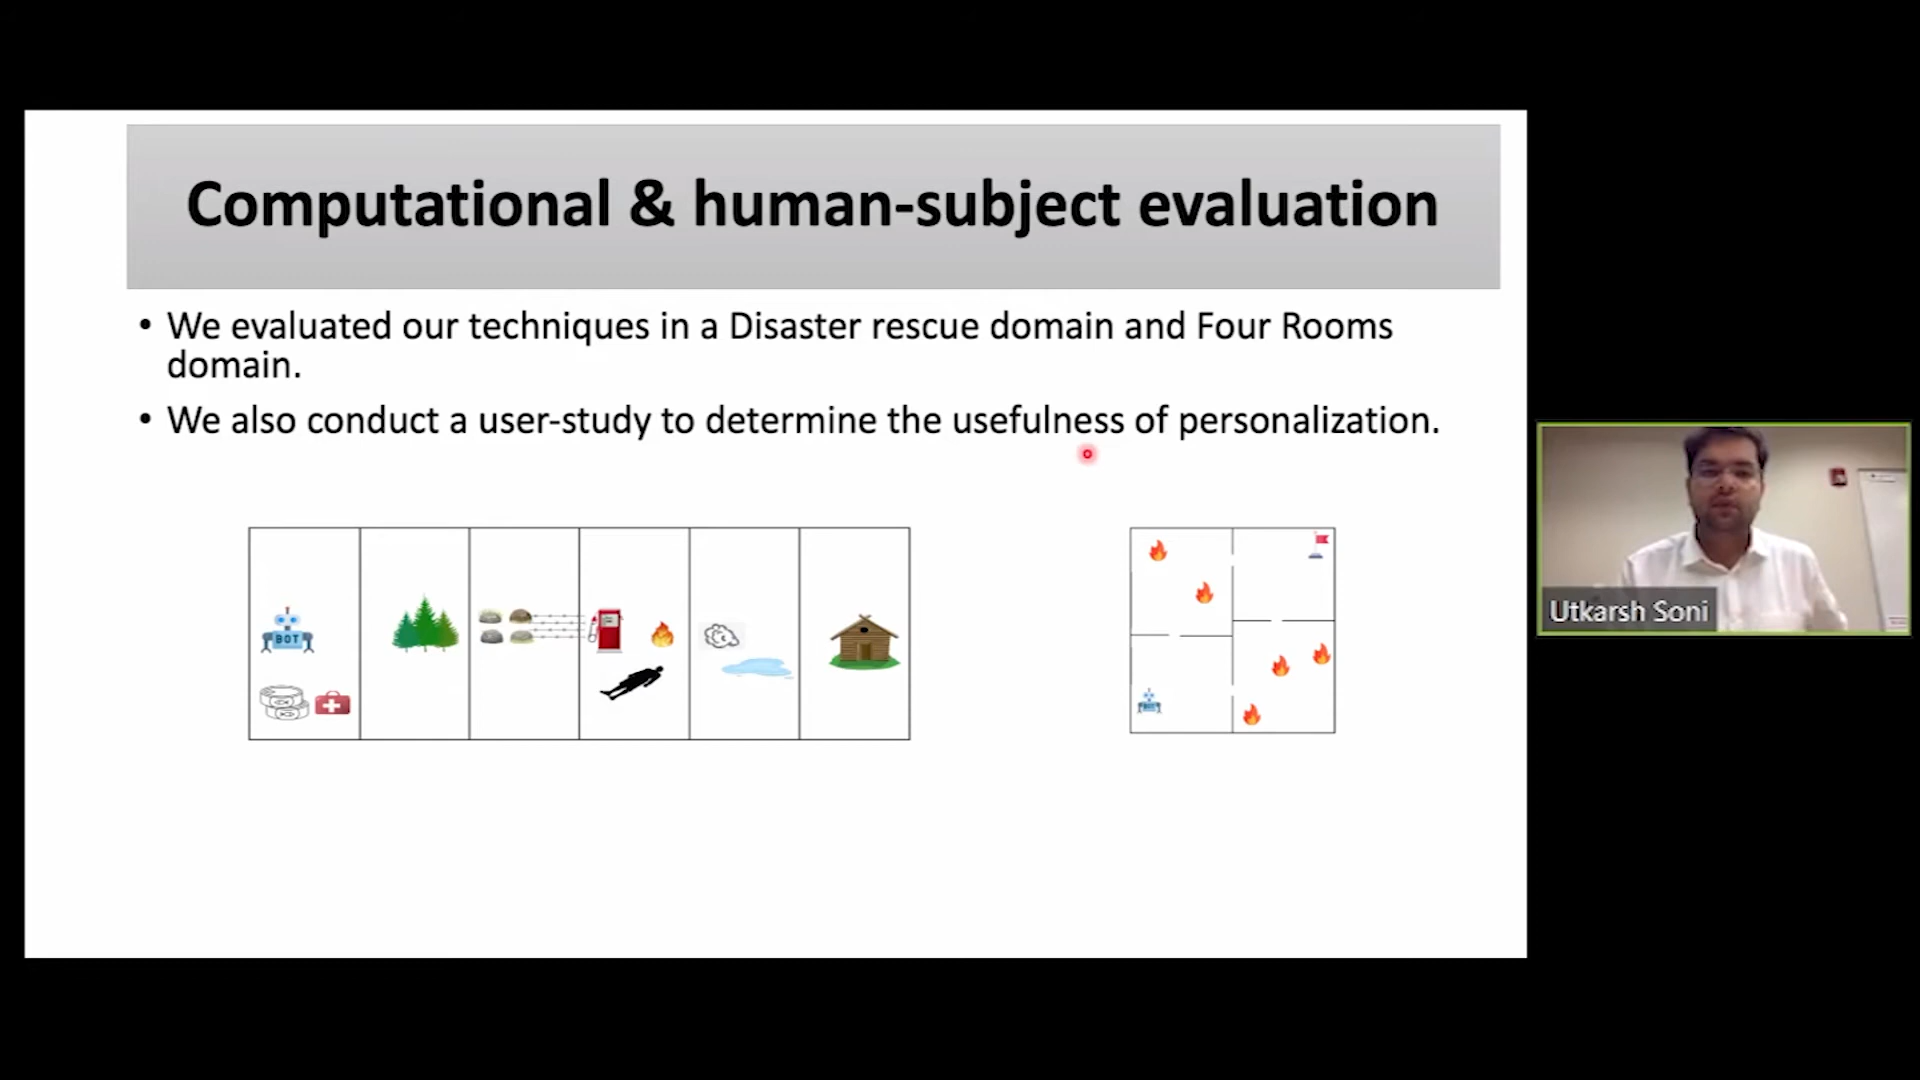 Computational & human-subject evaluation
• We evaluated our techniques in a Disaster rescue domain and Four Rooms
domain.
• We also conduct a user-study to determine the usefulness of personalization.
BOT
Utkarsh Soni